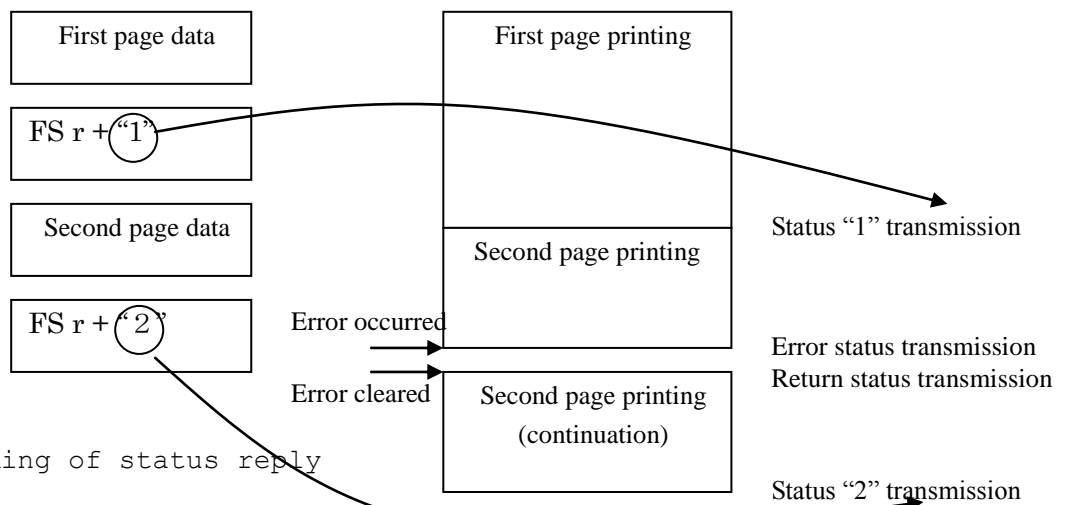 First page data
FS r + “1”
Second page data
FS r + “2”
First page printing
Second page printing
Error occurred
Error cleared
Second page printing
(continuation)
Status “1” transmission
Error status transmission
Return status transmission
Status “2” transmission
ing of status reply